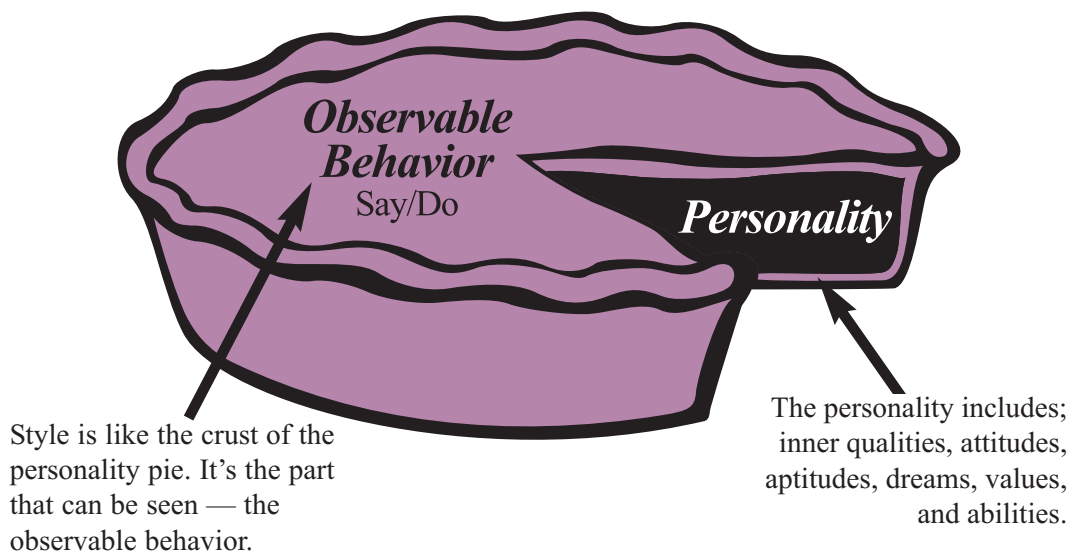 Observable
Behavior
Say/Do
Personality
Style is like the crust of the
personality pie. It’s the part
that can be seen — the
observable behavior.
The personality includes;
inner qualities, attitudes,
aptitudes, dreams, values,
and abilities.